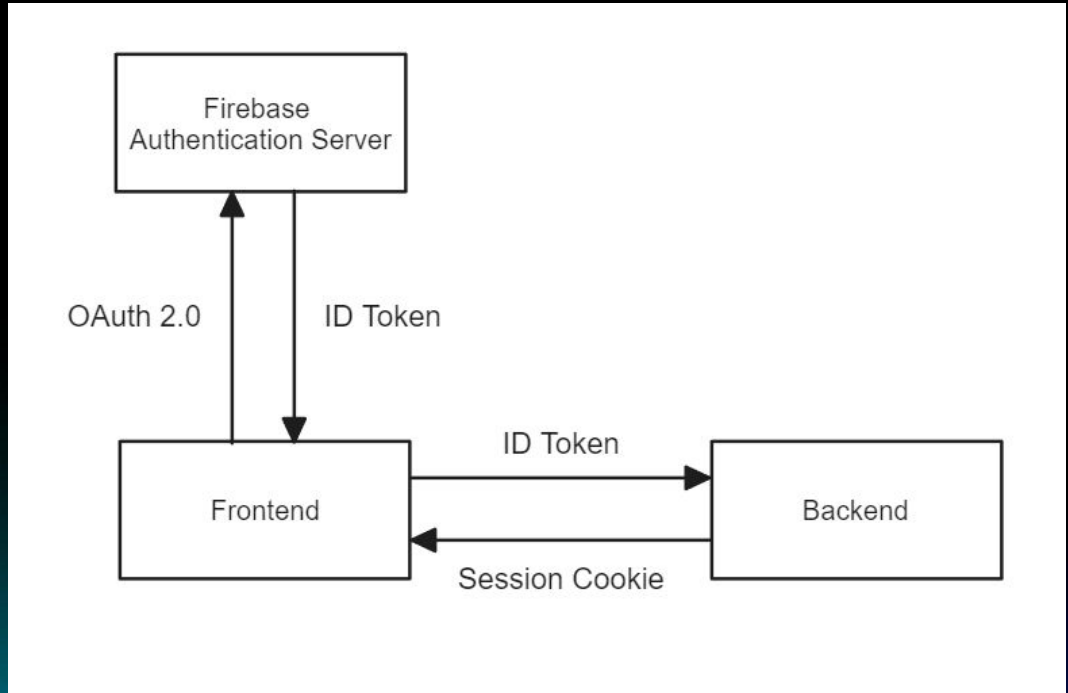 Firebase
Authentication Server
OAuth 2.0
ID Token
ID Token
Frontend
Backend
Session Cookie